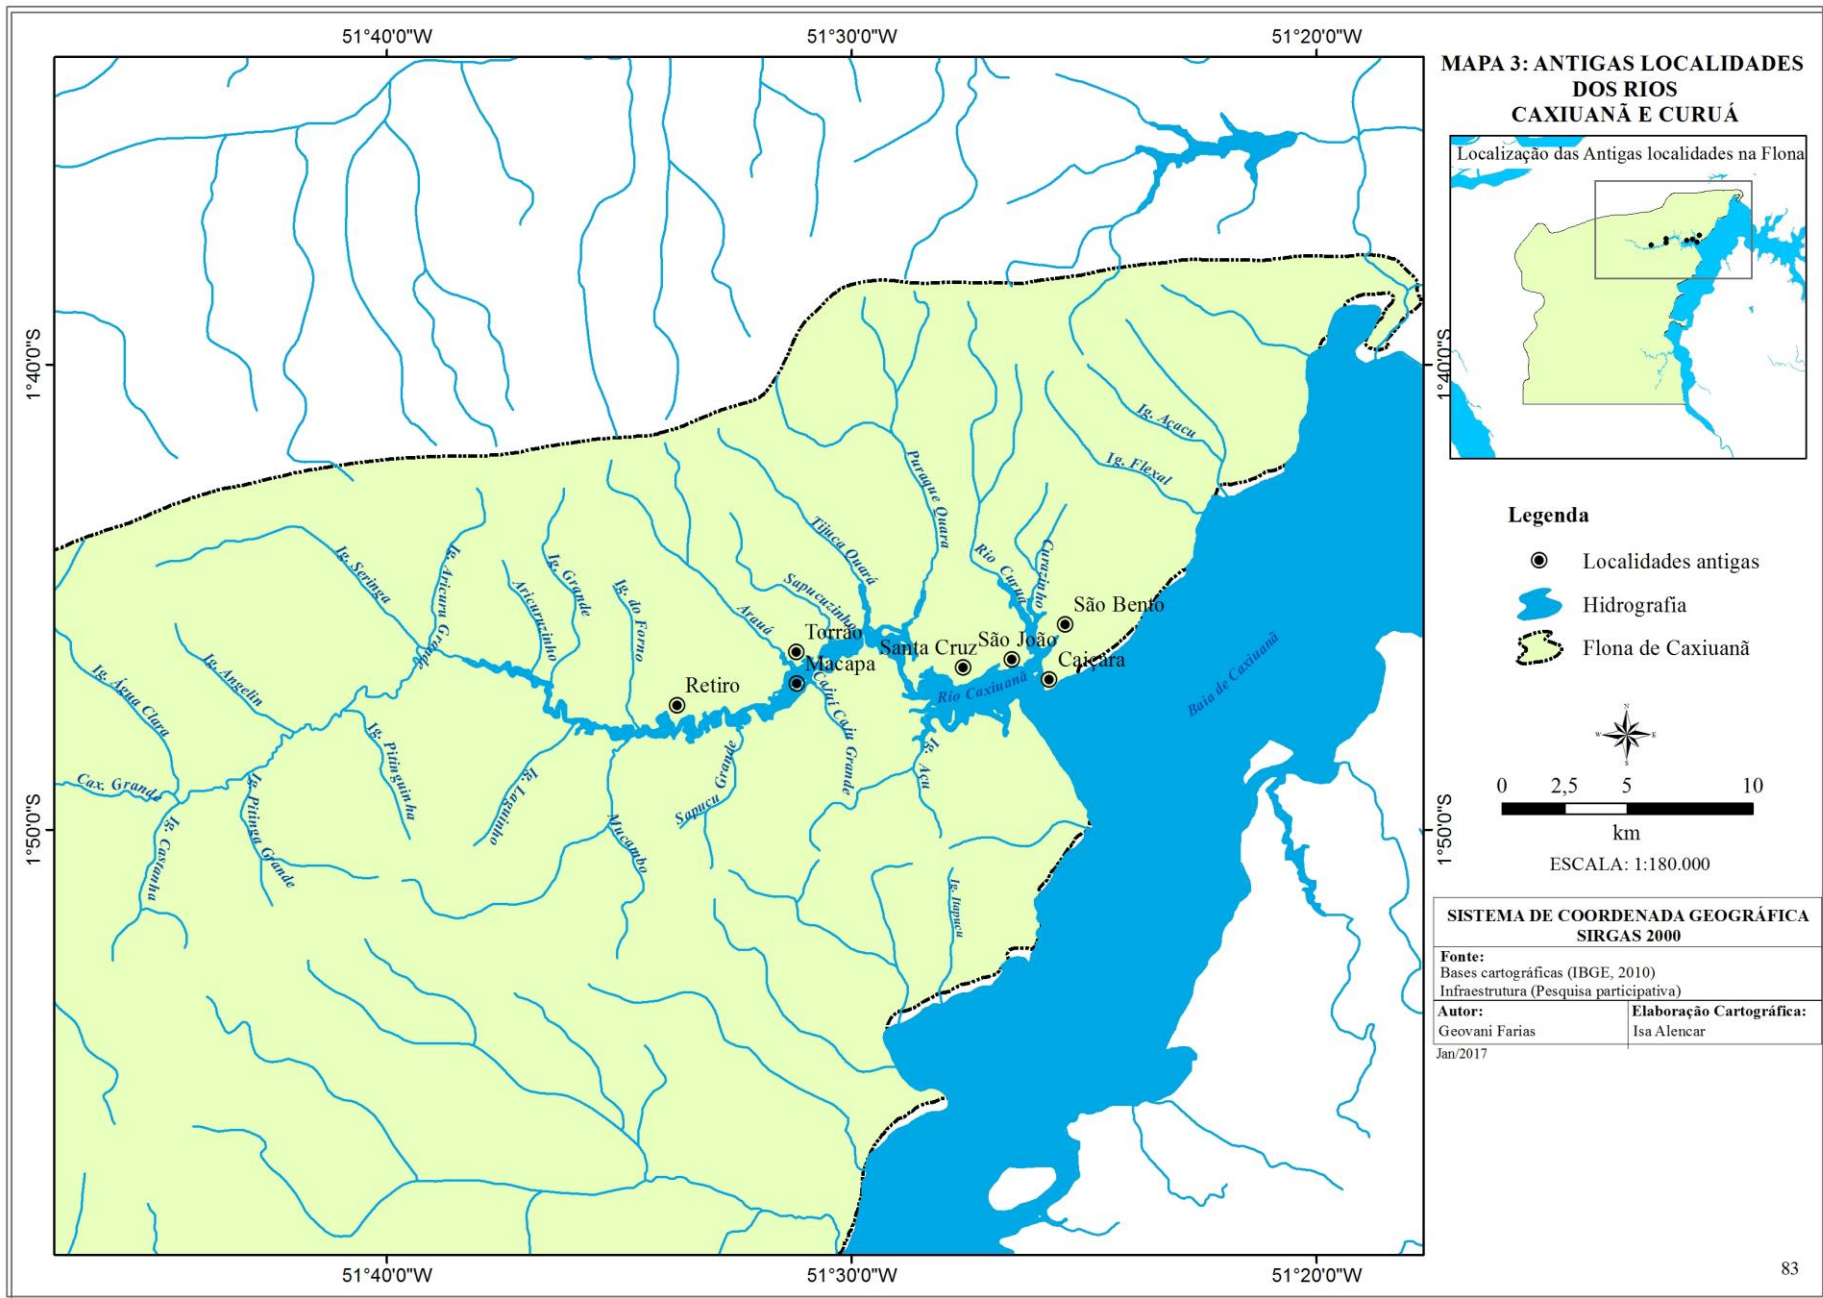 51°40'0"W
51°30'0"W
51°20'0"W
MAPA 3: ANTIGAS LOCALIDADES
DOS RIOS
CAXIUANÃ E CURUÁ
Localização das Antigas localidades na Flona
1°40'0"S
1°40'0"S
Ig. Açacu
Ig. Flexal
Puraque Quara
Tijuca Quará
Rio Curuá
Curazinho
Sapucuzinho
Arauá
Ig. Seringa
Ig. Aricuru Grande
Aricuruzinho
Ig. Grande
Ig. do Forno
São Bento
Torrão
Santa Cruz
São João
Macapa
Caiçara
Retiro
Rio Caxiuanã
Baia de Caxiuanã
Ig. Água Clara
Ig. Angelin
Cajui Caju Grande
Ig. Pitinguinha
Ig. Laguinho
Sapucu Grande
Ig. Açu
Cax. Grande
Ig. Castanha
Ig. Pitinga Grande
Mucambo
Ig. Itapucu
Legenda
Localidades antigas
Hidrografia
Flona de Caxiuanã
N
W
E
S
0 2,5 5 10
km
ESCALA: 1:180.000
1°50'0"S
1°50'0"S
SISTEMA DE COORDENADA GEOGRÁFICA
SIRGAS 2000
Fonte:
Bases cartográficas (IBGE, 2010)
Infraestrutura (Pesquisa participativa)
Autor:
Geovani Farias
Elaboração Cartográfica:
Isa Alencar
Jan/2017
51°40'0"W
51°30'0"W
51°20'0"W
83